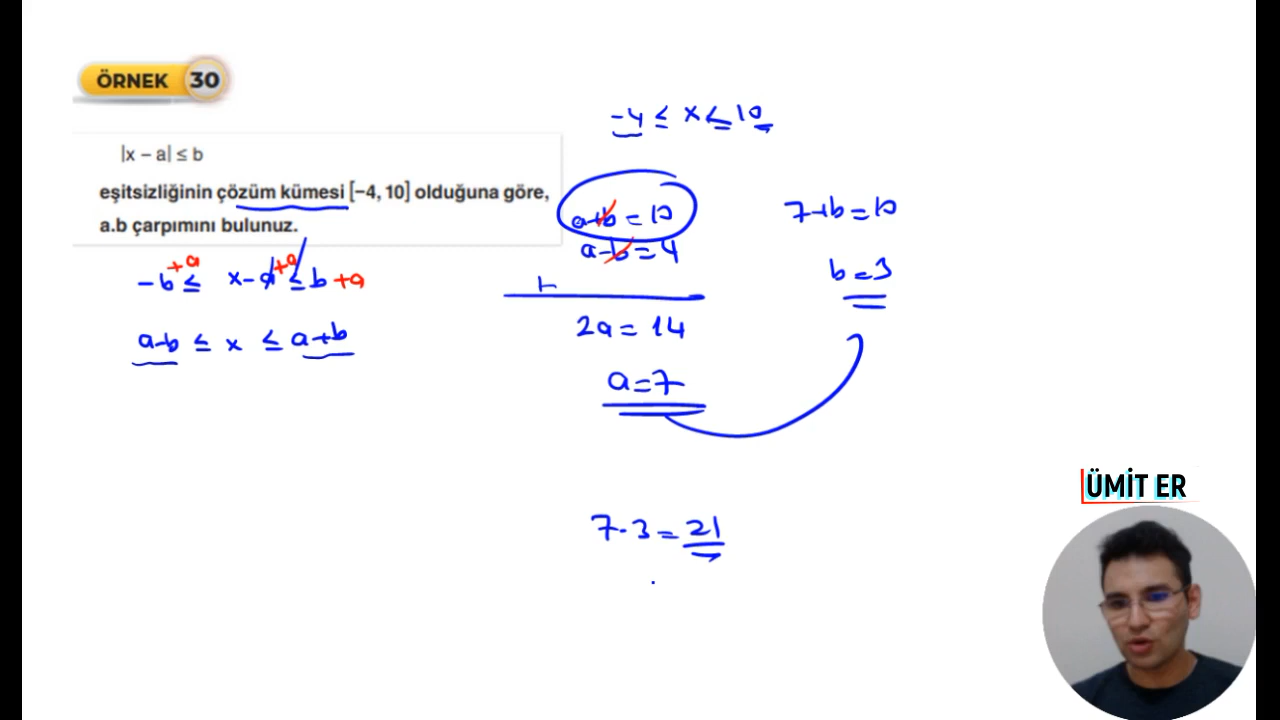 ÖRNEK 30
|x – a| ≤ b
eşitsizliğinin çözüm kümesi [–4, 10] olduğuna göre,
a.b çarpımını bulunuz.
-b +a ≤ x - a +a ≤ b +a
a-b ≤ x ≤ a+b
-4 ≤ x ≤ 10
a+b = 10
a-b = 4
+
2a = 14
a = 7
7+b = 10
b = 3
7.3 = 21
ÜMİT ER